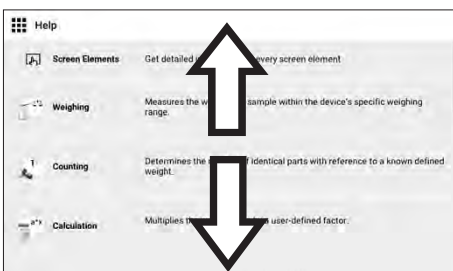 Help
Screen Elements
Get detailed every screen element
Weighing
Measures the sample within the device's specific weighing
range.
Counting
Determines the identical parts with reference to a known defined
weight.
Calculation
Multiplies user-defined factor.